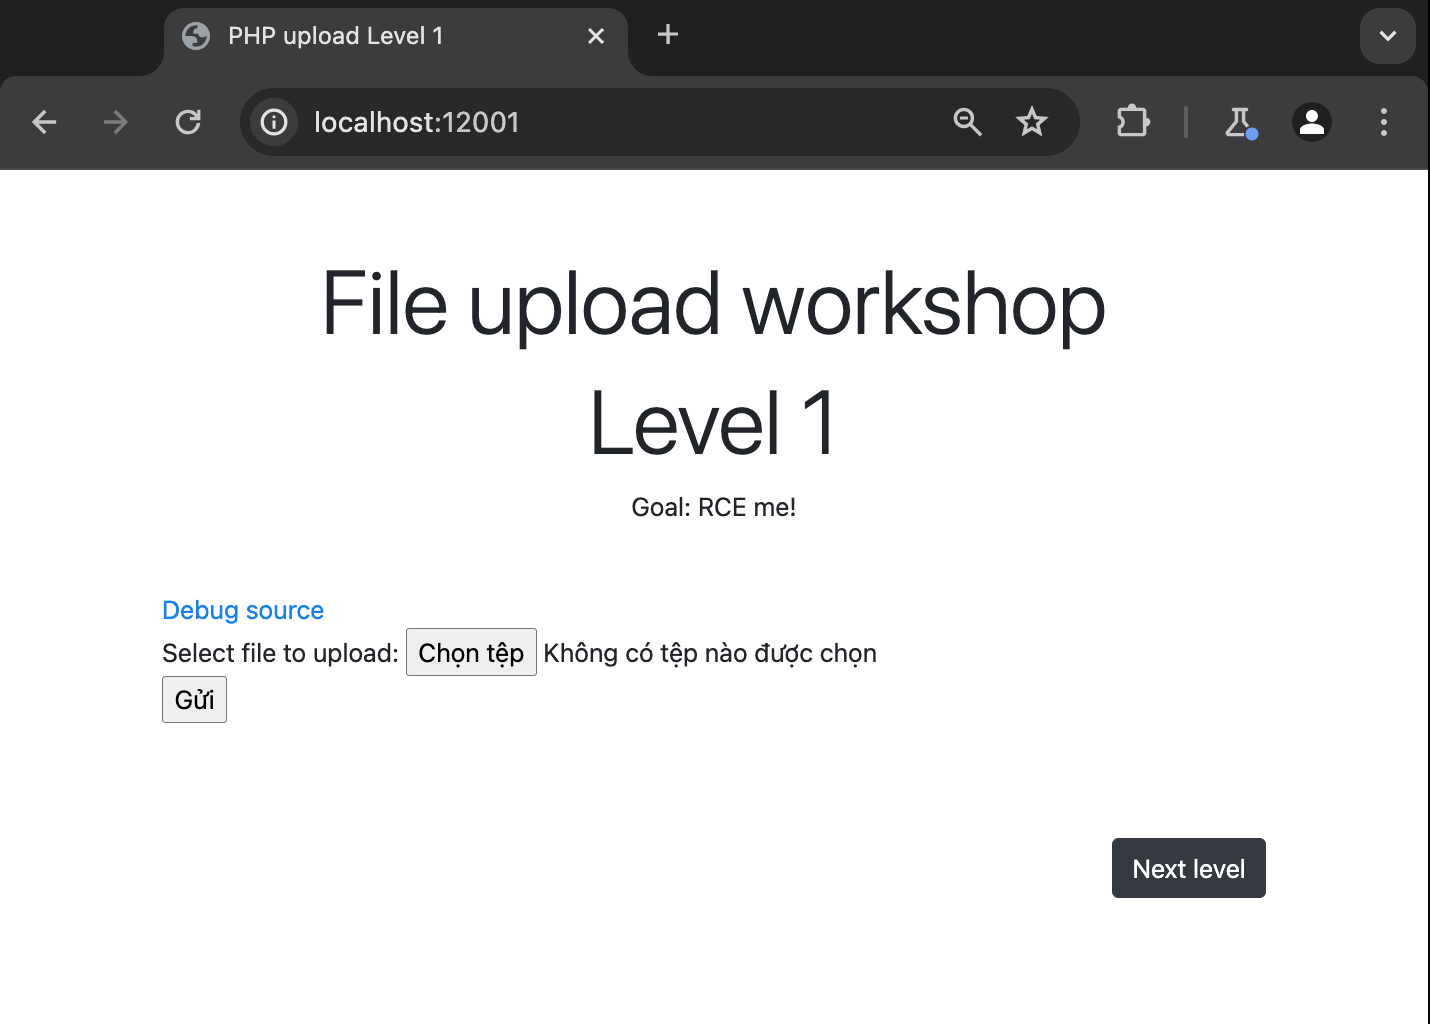 PHP upload Level 1
localhost:12001
File upload workshop
Level 1
Goal: RCE me!
Debug source
Select file to upload: Chọn tệp Không có tệp nào được chọn
Gửi
Next level